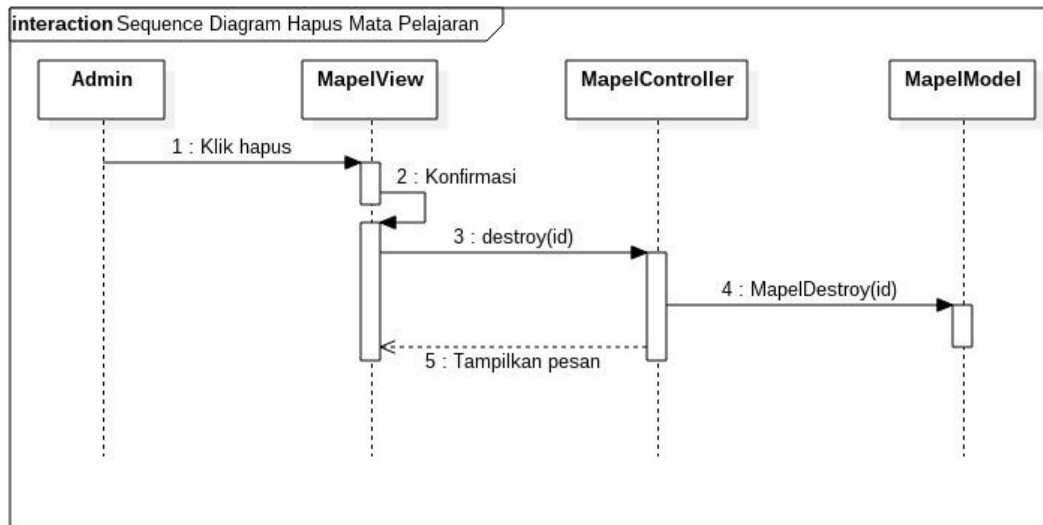 interaction Sequence Diagram Hapus Mata Pelajaran
Admin
MapelView
MapelController
MapelModel
1 : Klik hapus
2 : Konfirmasi
3 : destroy(id)
4 : MapelDestroy(id)
5 : Tampilkan pesan